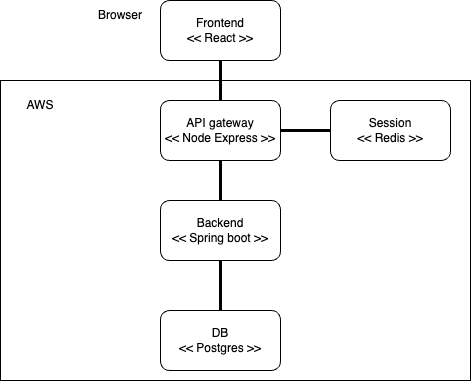 Browser
Frontend
<< React >>
AWS
API gateway
<< Node Express >>
Session
<< Redis >>
Backend
<< Spring boot >>
DB
<< Postgres >>